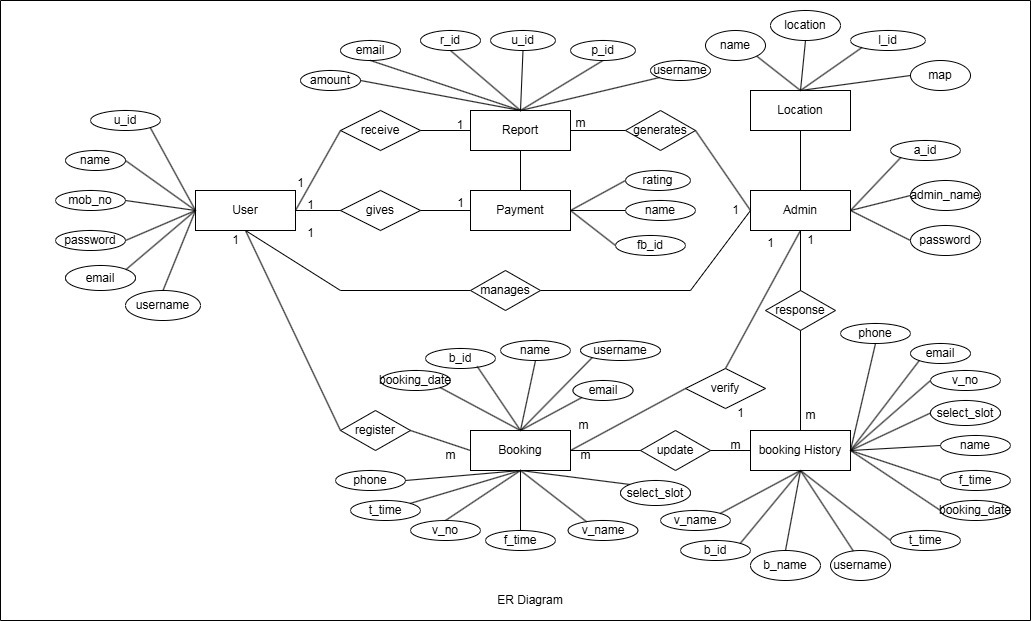 location
name
l_id
map
r_id
u_id
email
p_id
amount
username
Location
u_id
receive
1
Report
m
generates
a_id
name
mob_no
password
email
username
User
1
1
1
1
gives
1
Payment
rating
name
fb_id
1
Admin
admin_name
password
1
1
manages
response
b_id
name
username
booking_date
email
verify
1
phone
email
v_no
select_slot
name
f_time
booking_date
m
register
m
Booking
m
m
update
m
booking History
phone
t_time
v_no
f_time
v_name
select_slot
v_name
b_id
b_name
username
t_time
ER Diagram